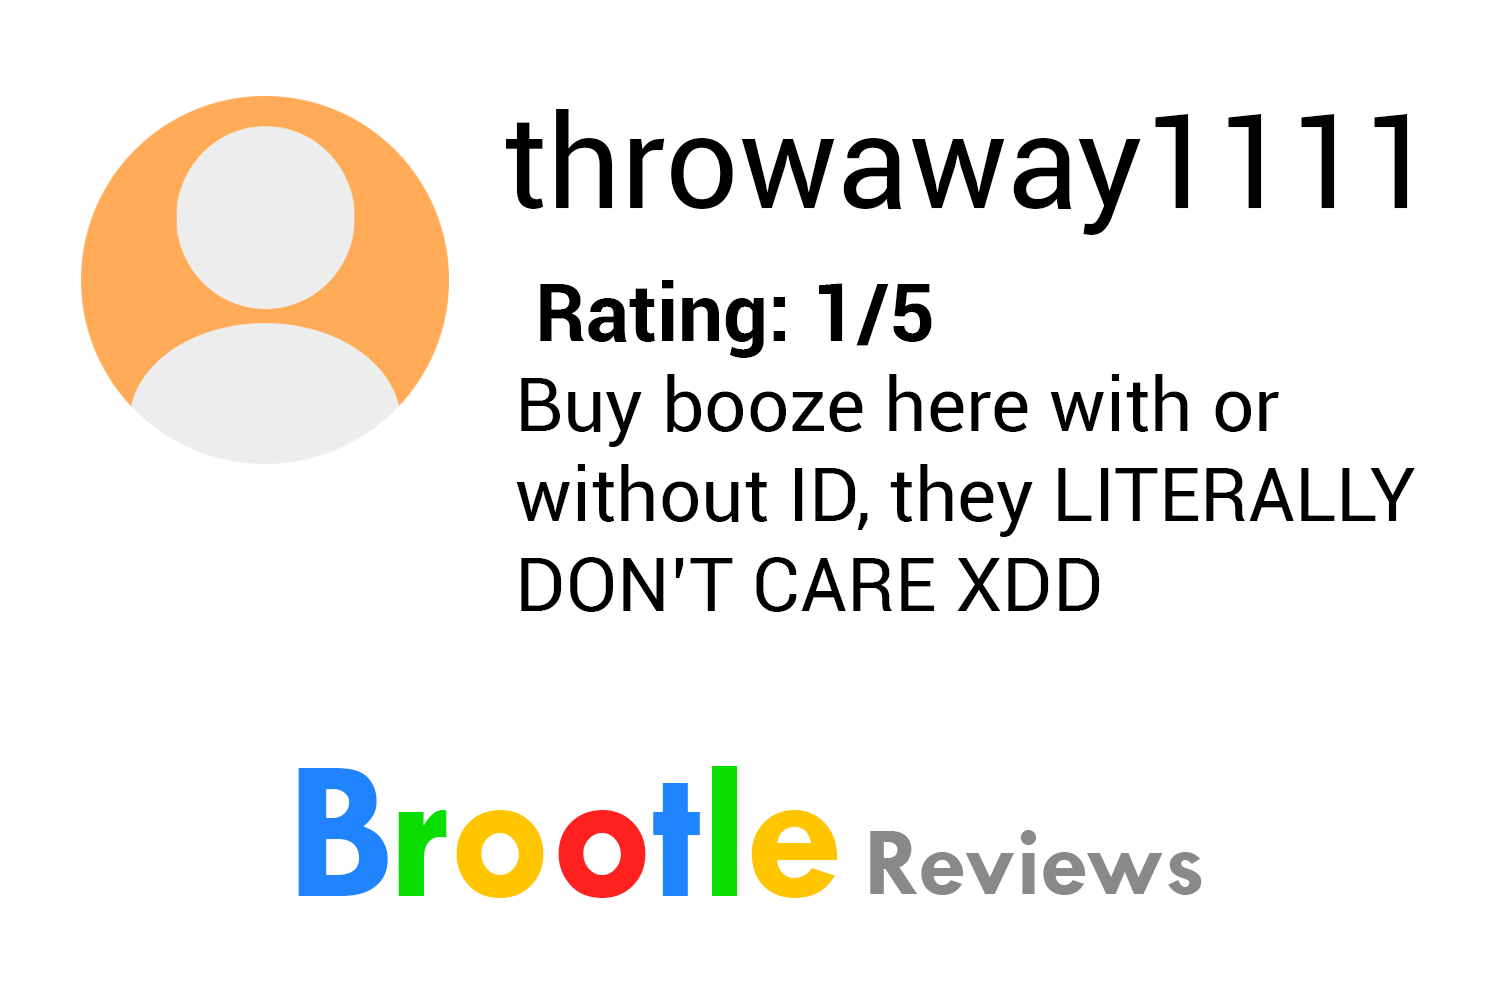 throwaway1111
Rating: 1/5
Buy booze here with or
without ID, they LITERALLY
DON'T CARE XDD
Brootle Reviews